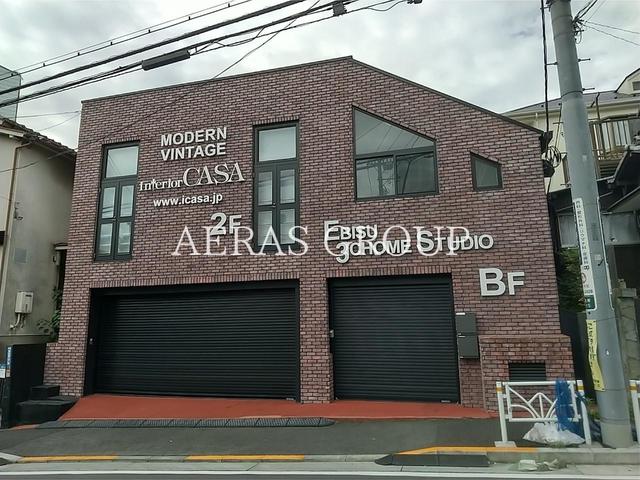 MODERN
VINTAGE
Interior CASA
www.icasa.jp
2F
EBISU
3CHOME STUDIO
BF
AERAS GROUP